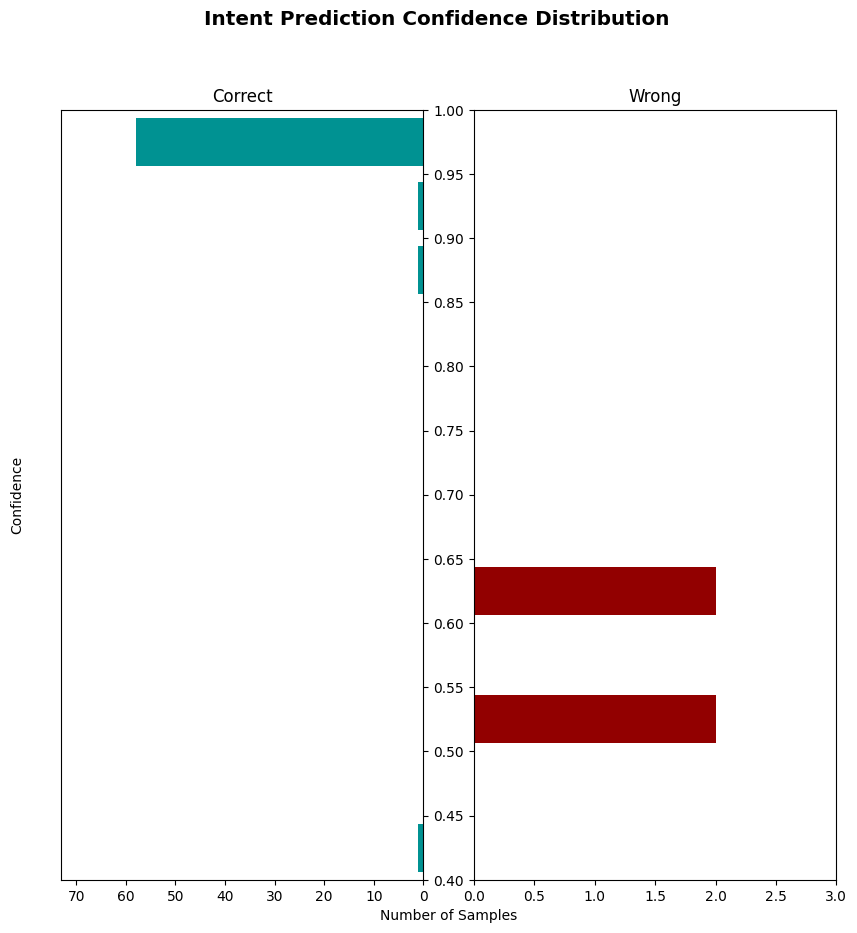 Intent Prediction Confidence Distribution
Correct
Wrong
1.00
0.95
0.90
0.85
0.80
0.75
0.70
0.65
0.60
0.55
0.50
0.45
0.40
Confidence
70 60 50 40 30 20 10 0
0.0 0.5 1.0 1.5 2.0 2.5 3.0
Number of Samples